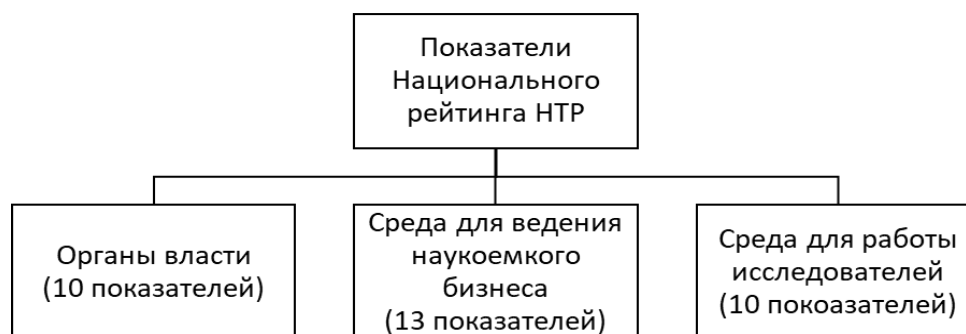 Показатели
Национального
рейтинга НТР
Органы власти
(10 показателей)
Среда для ведения
наукоемкого
бизнеса
(13 показателей)
Среда для работы
исследователей
(10 покоазателей)